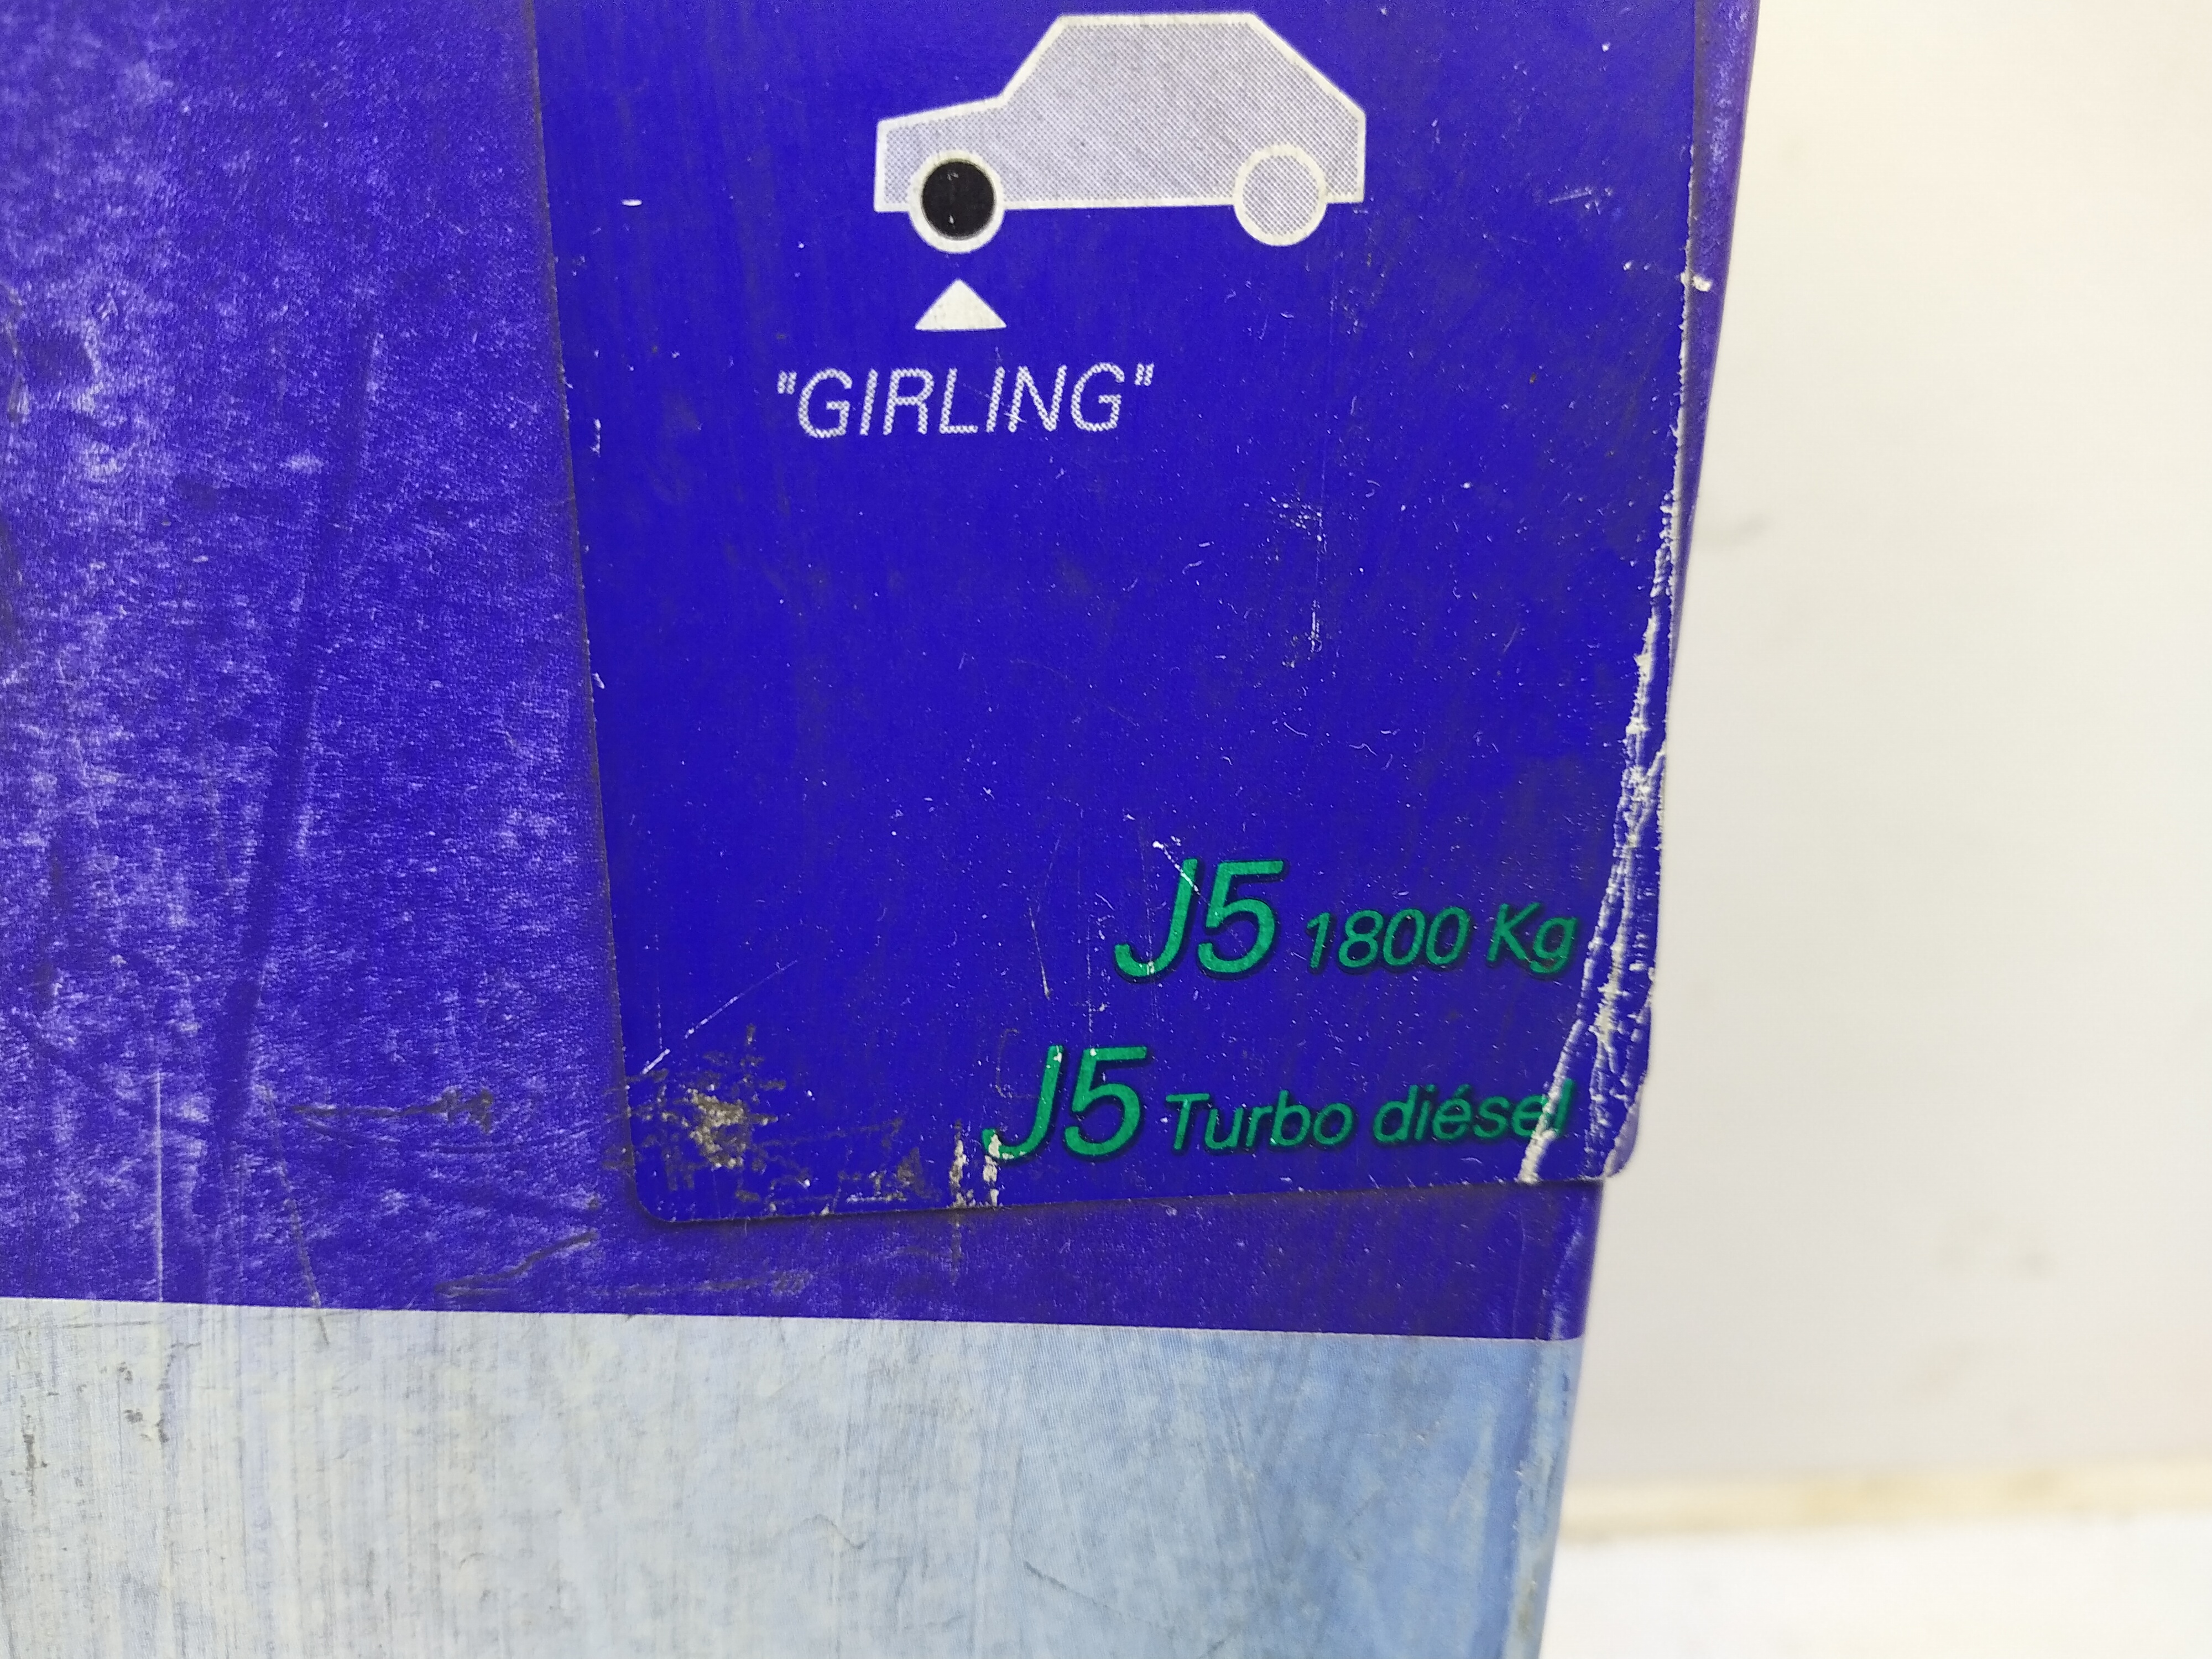 "GIRLING"
J5 1800 Kg
J5 Turbo diésel